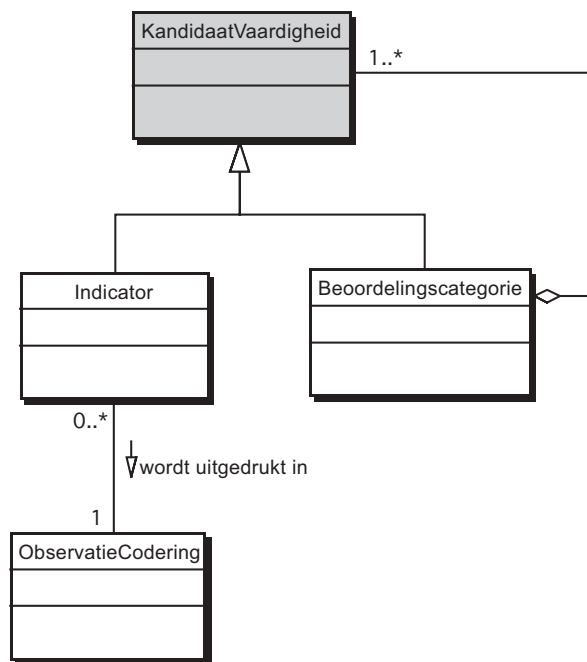 KandidaatVaardigheid
1..*
Indicator
Beoordelingscategorie
0..*
wordt uitgedrukt in
1
ObservatieCodering